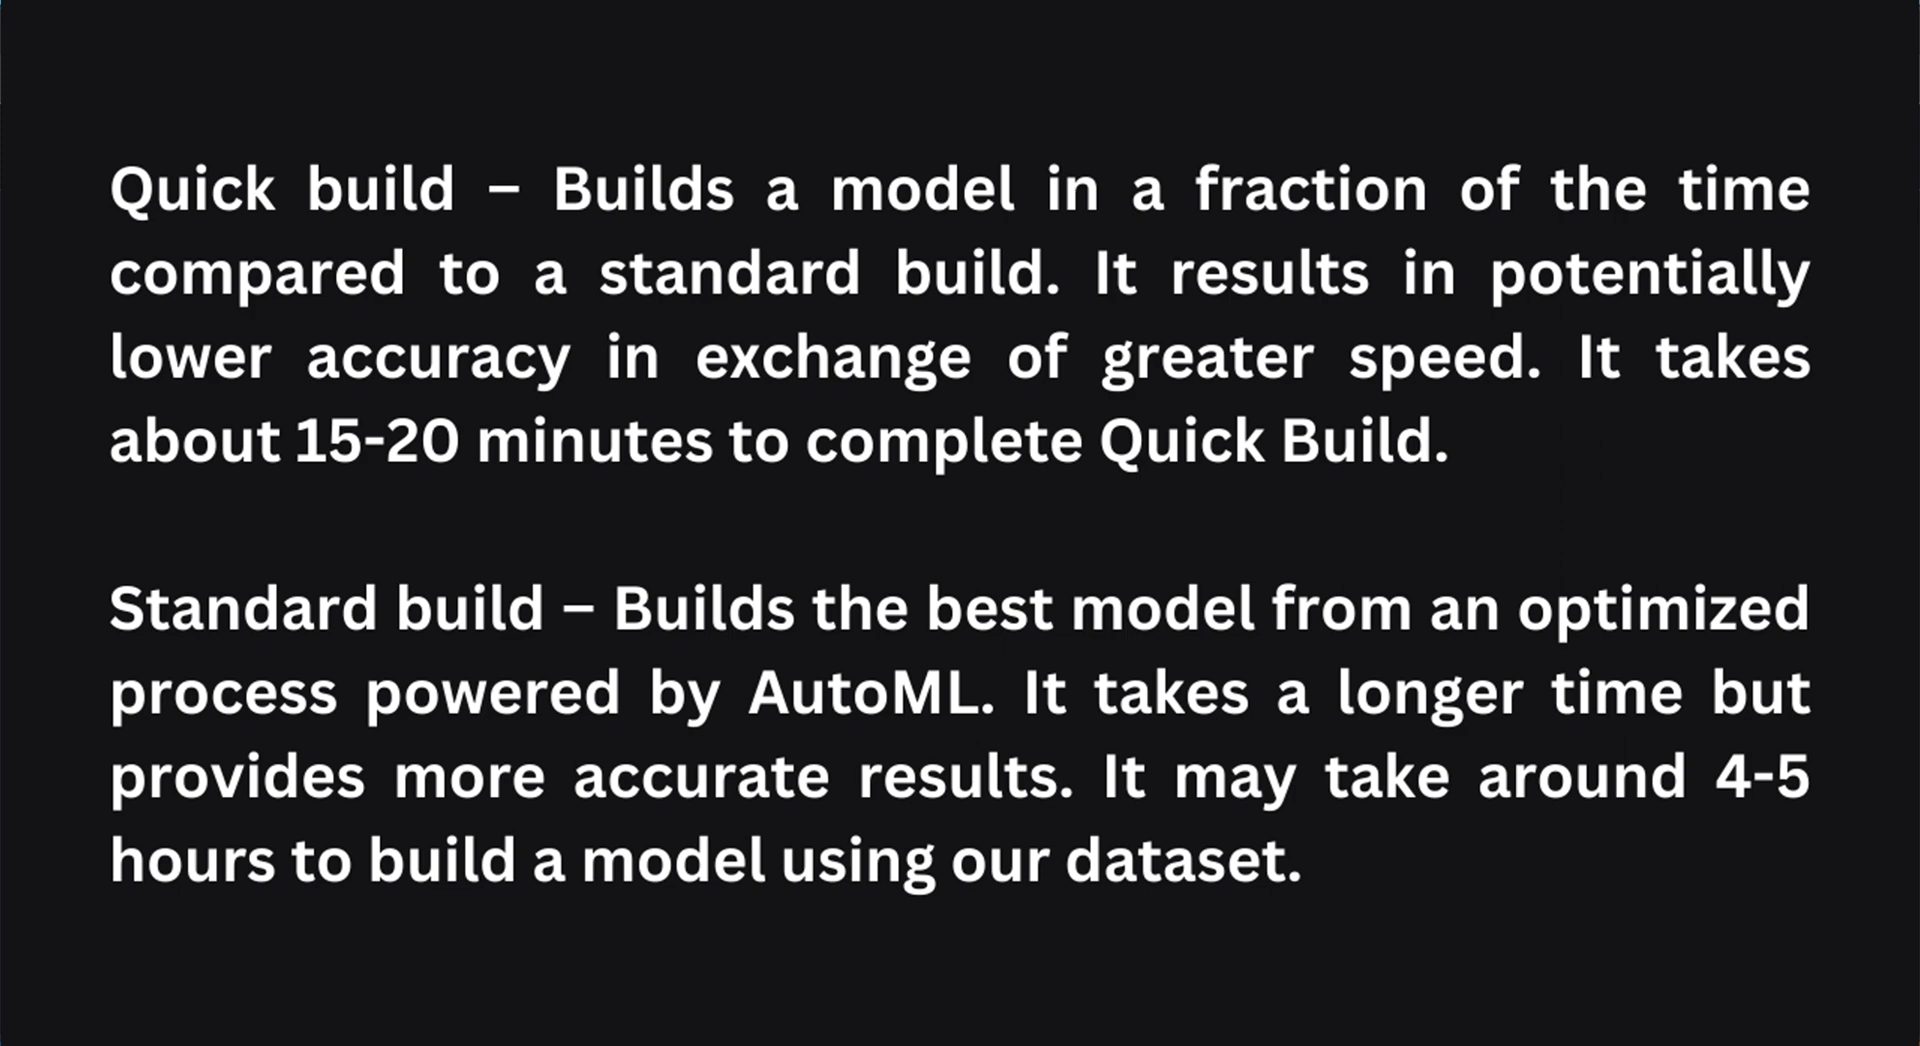 Quick build – Builds a model in a fraction of the time
compared to a standard build. It results in potentially
lower accuracy in exchange of greater speed. It takes
about 15-20 minutes to complete Quick Build.
Standard build – Builds the best model from an optimized
process powered by AutoML. It takes a longer time but
provides more accurate results. It may take around 4-5
hours to build a model using our dataset.